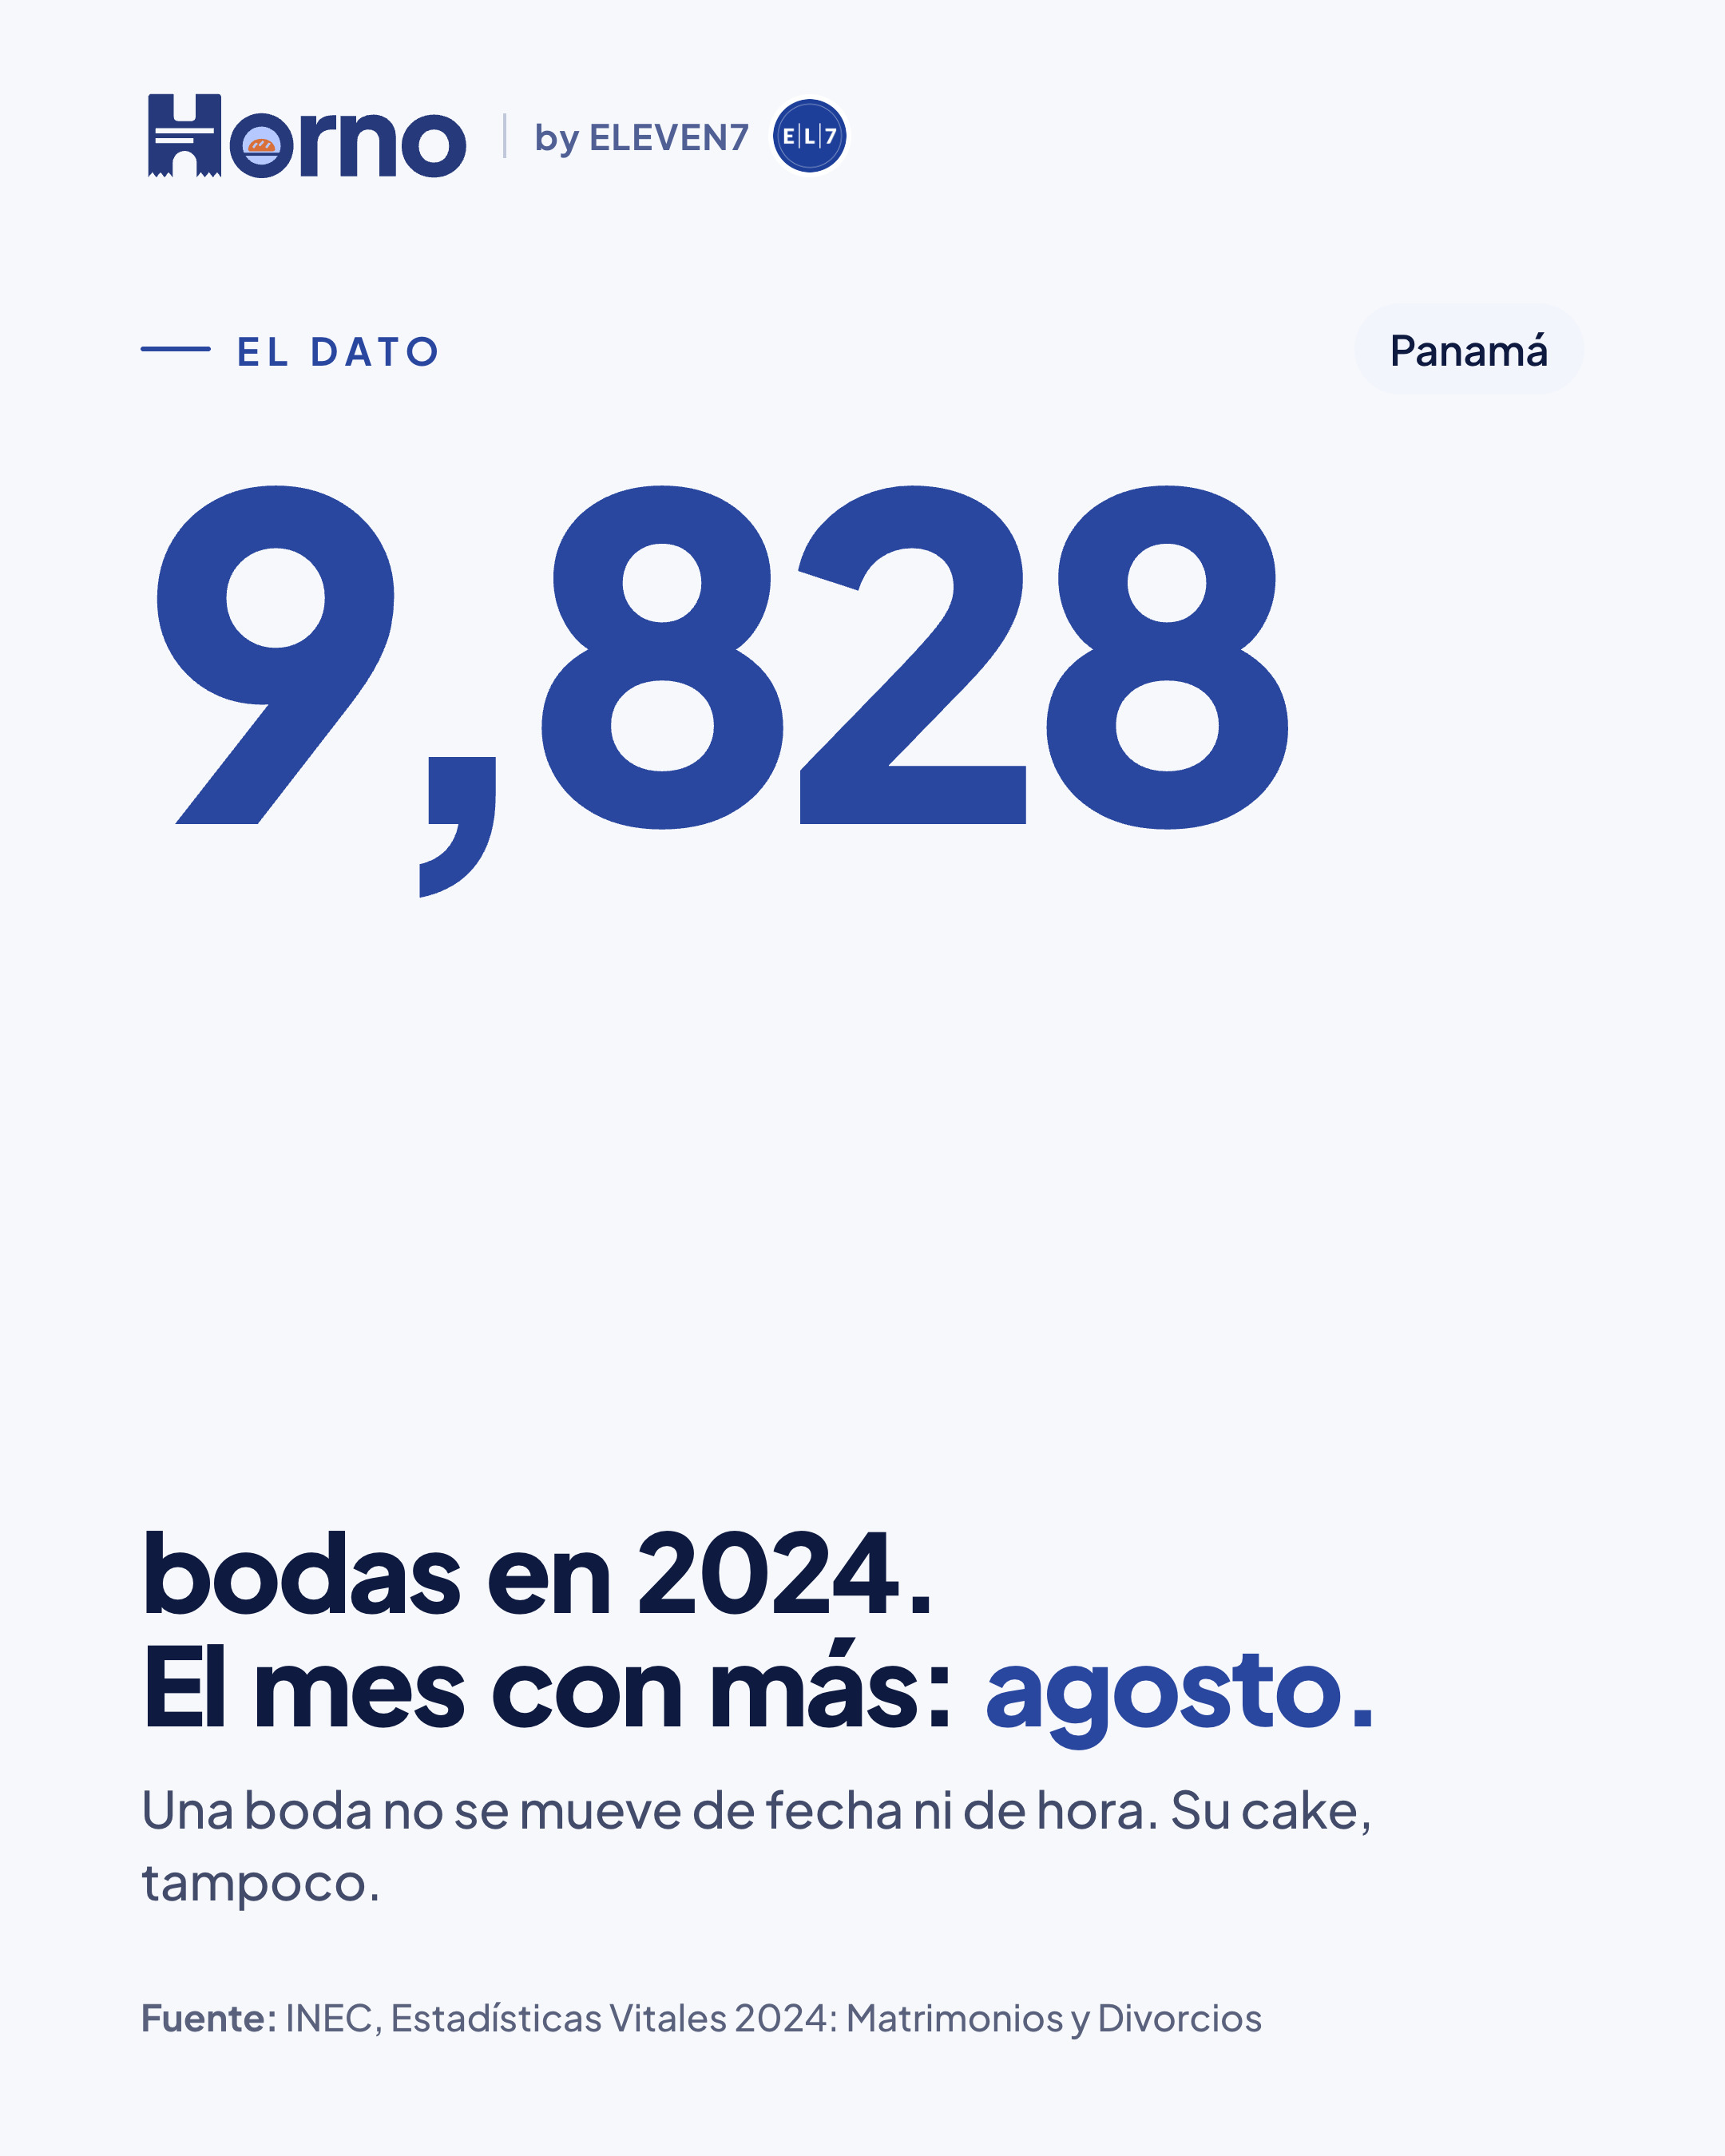 Horno | by ELEVEN7 E|L|7
EL DATO
Panamá
9,828
bodas en 2024.
El mes con más: agosto.
Una boda no se mueve de fecha ni de hora. Su cake,
tampoco.
Fuente: INEC, Estadísticas Vitales 2024: Matrimonios y Divorcios